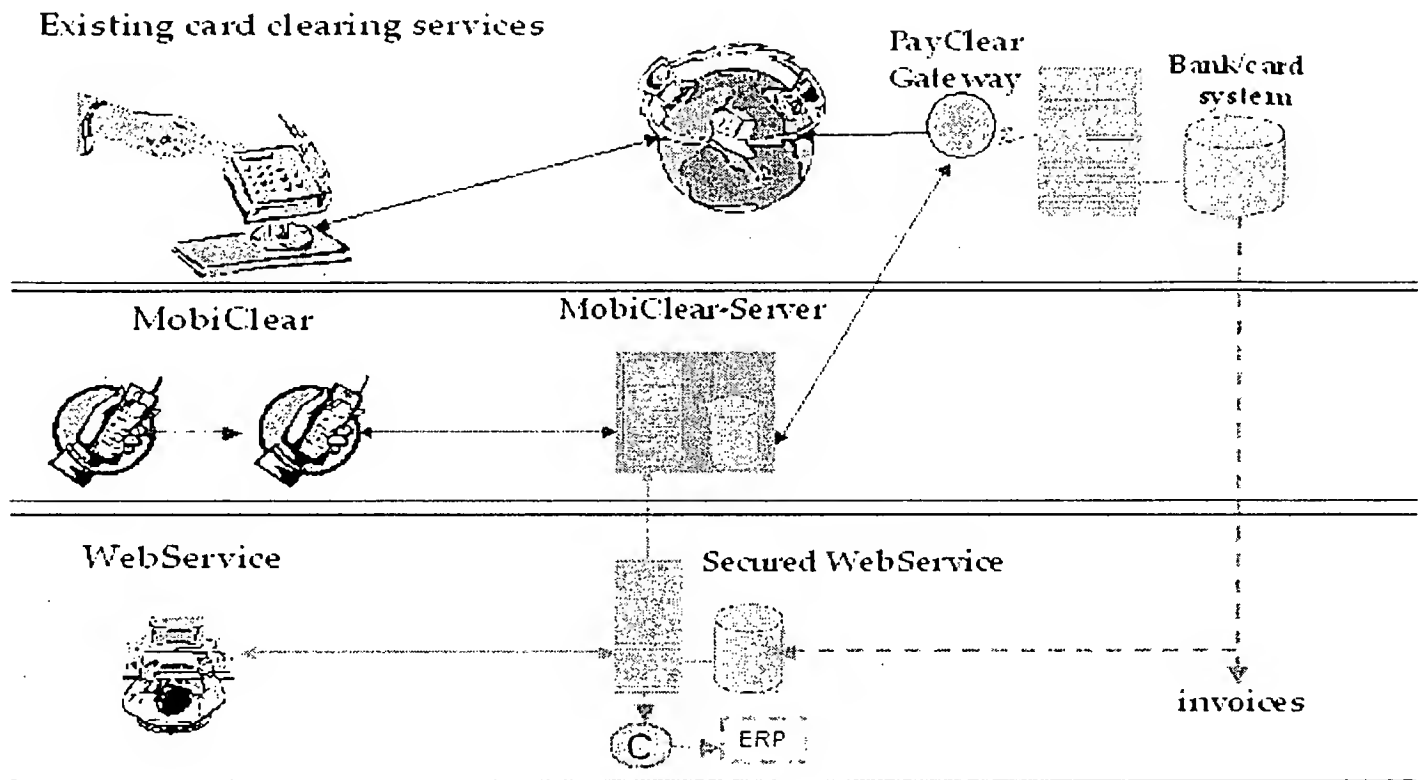 Existing card clearing services
PayClear
Gateway
Bank/card
system
MobiClear
MobiClear-Server
WebService
Secured WebService
invoices
C
ERP